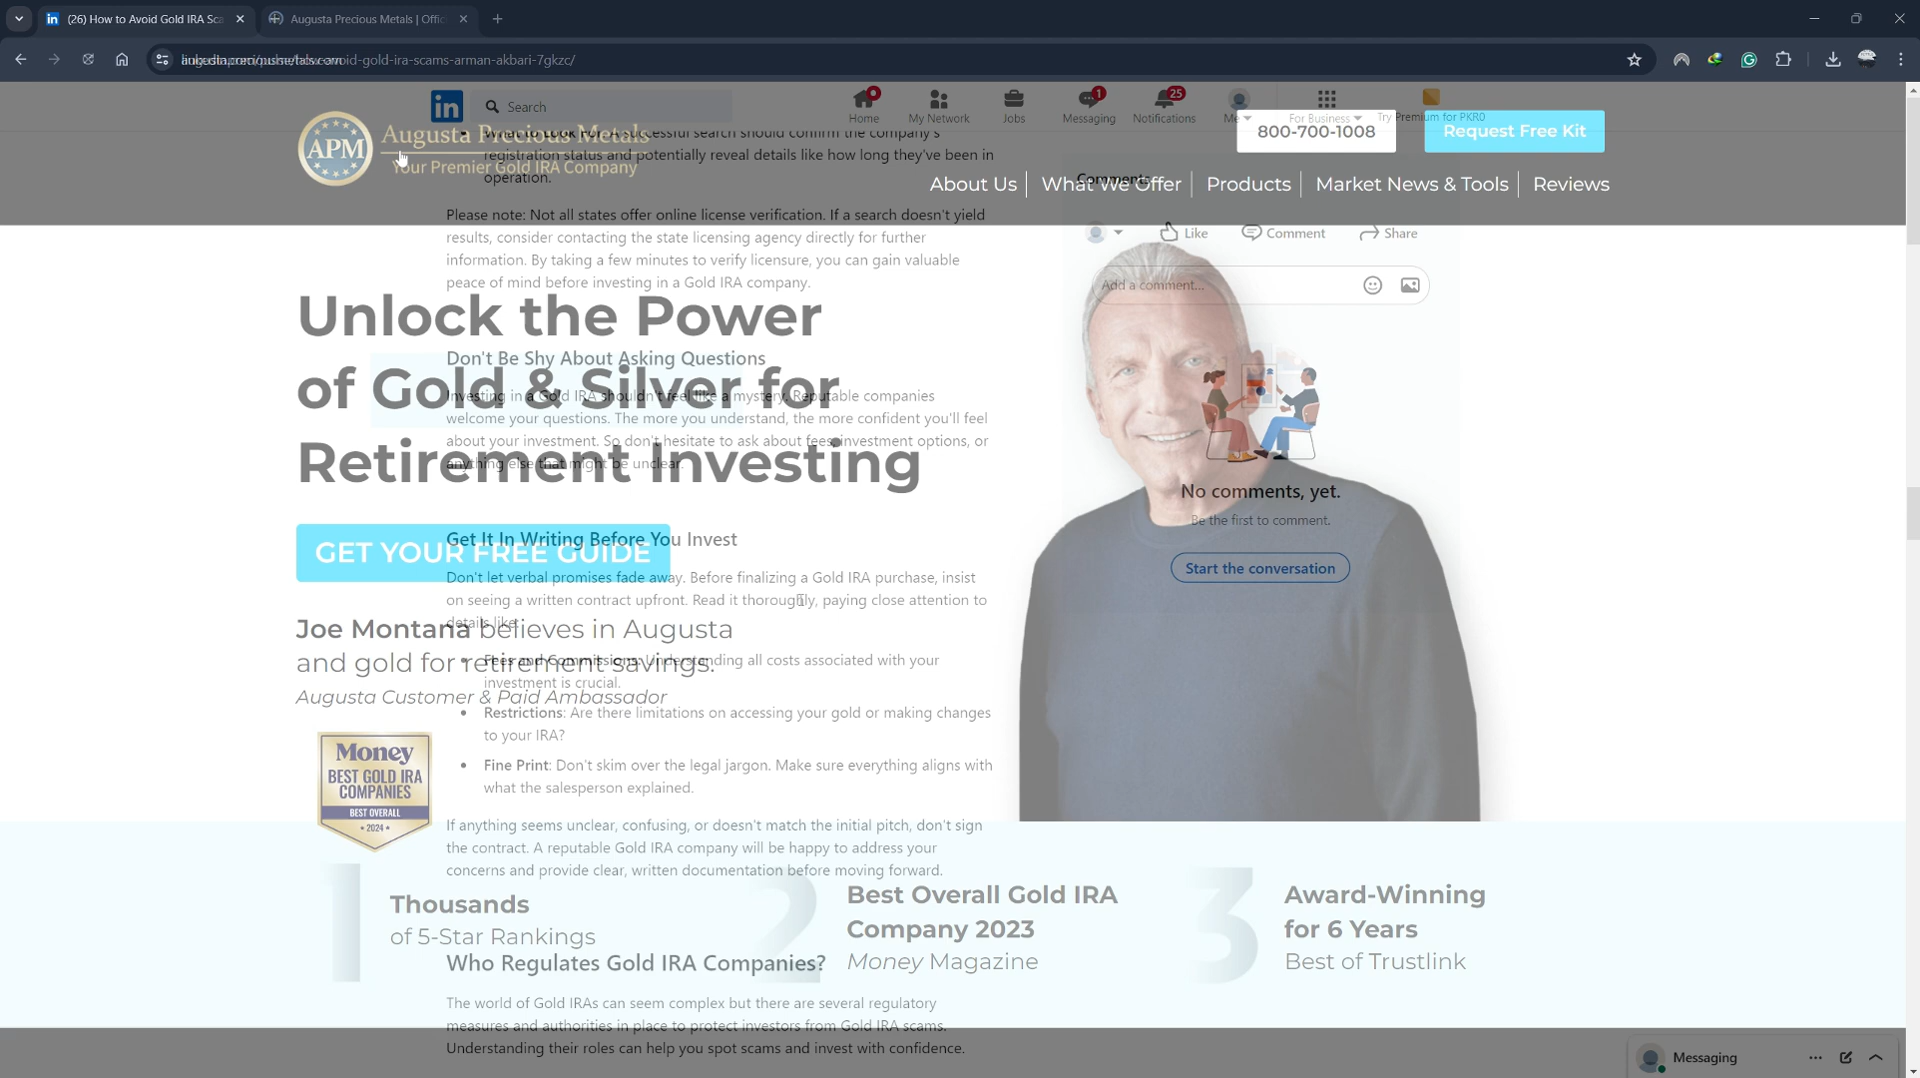 (26) How to Avoid Gold IRA Sca
Augusta Precious Metals | Offic
avoid-gold-ira-scams-arman-akbari-7gkzc/
Search
Home
My Network
Jobs
1
Messaging
25
Notifications
Me
For Business
Try Premium for PKR0
APM
Augusta Precious Metals
Your Premier Gold IRA Company
800-700-1008
Request Free Kit
About Us
What We Offer
Products
Market News & Tools
Reviews
What to Look For: A successful search should confirm the company's
registration status and potentially reveal details like how long they've been in
operation.
Please note: Not all states offer online license verification. If a search doesn't yield
results, consider contacting the state licensing agency directly for further
information. By taking a few minutes to verify licensure, you can gain valuable
peace of mind before investing in a Gold IRA company.
Comments
Like
Comment
Share
Add a comment...
No comments, yet.
Be the first to comment.
Start the conversation
Unlock the Power
of Gold & Silver for
Retirement Investing
Don't Be Shy About Asking Questions
Investing in a Gold IRA shouldn't feel like a mystery. Reputable companies
welcome your questions. The more you understand, the more confident you'll feel
about your investment. So don't hesitate to ask about fees, investment options, or
anything else that might be unclear.
GET YOUR FREE GUIDE
Get It In Writing Before You Invest
Don't let verbal promises fade away. Before finalizing a Gold IRA purchase, insist
on seeing a written contract upfront. Read it thoroughly, paying close attention to
details like:
Joe Montana believes in Augusta
and gold for retirement savings.
Augusta Customer & Paid Ambassador
Fees and Commissions: Understanding all costs associated with your
investment is crucial.
Restrictions: Are there limitations on accessing your gold or making changes
to your IRA?
Fine Print: Don't skim over the legal jargon. Make sure everything aligns with
what the salesperson explained.
Money
BEST GOLD IRA
COMPANIES
BEST OVERALL
• 2024 •
If anything seems unclear, confusing, or doesn't match the initial pitch, don't sign
the contract. A reputable Gold IRA company will be happy to address your
concerns and provide clear, written documentation before moving forward.
1
Thousands
of 5-Star Rankings
2
Best Overall Gold IRA
Company 2023
Money Magazine
3
Award-Winning
for 6 Years
Best of Trustlink
Who Regulates Gold IRA Companies?
The world of Gold IRAs can seem complex but there are several regulatory
measures and authorities in place to protect investors from Gold IRA scams.
Understanding their roles can help you spot scams and invest with confidence.
Messaging